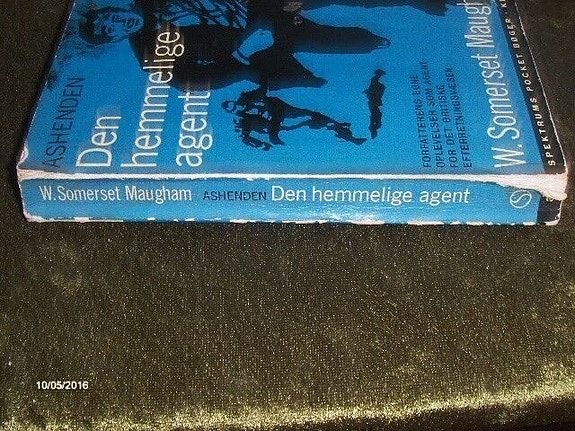 ASHENDEN
Den
hemmelige
agent
FORFATTERENS EGNE
OPLEVELSER SOM AGENT
FOR DET BRITISKE
EFTERRETNINGSVÆSEN
W. Somerset Maugh
SPEKTRUMS POCKET BØGER
W. Somerset Maugham ASHENDEN Den hemmelige agent
10/05/2016